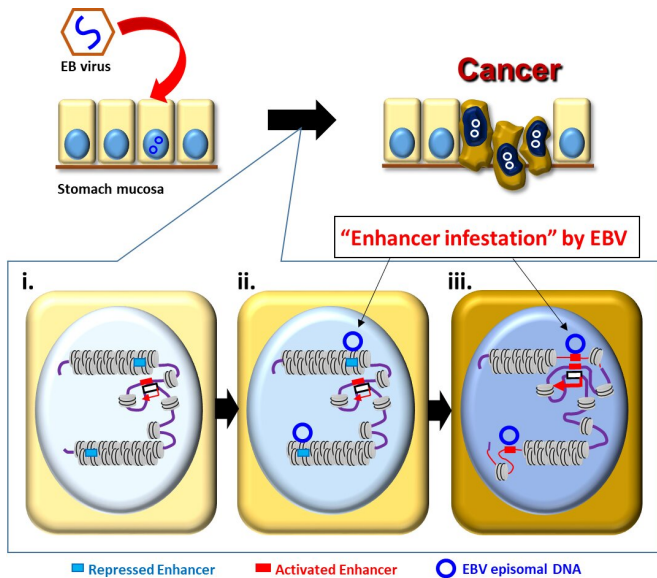 EB virus
Cancer
Stomach mucosa
“Enhancer infestation” by EBV
i.
ii.
iii.
Repressed Enhancer
Activated Enhancer
EBV episomal DNA